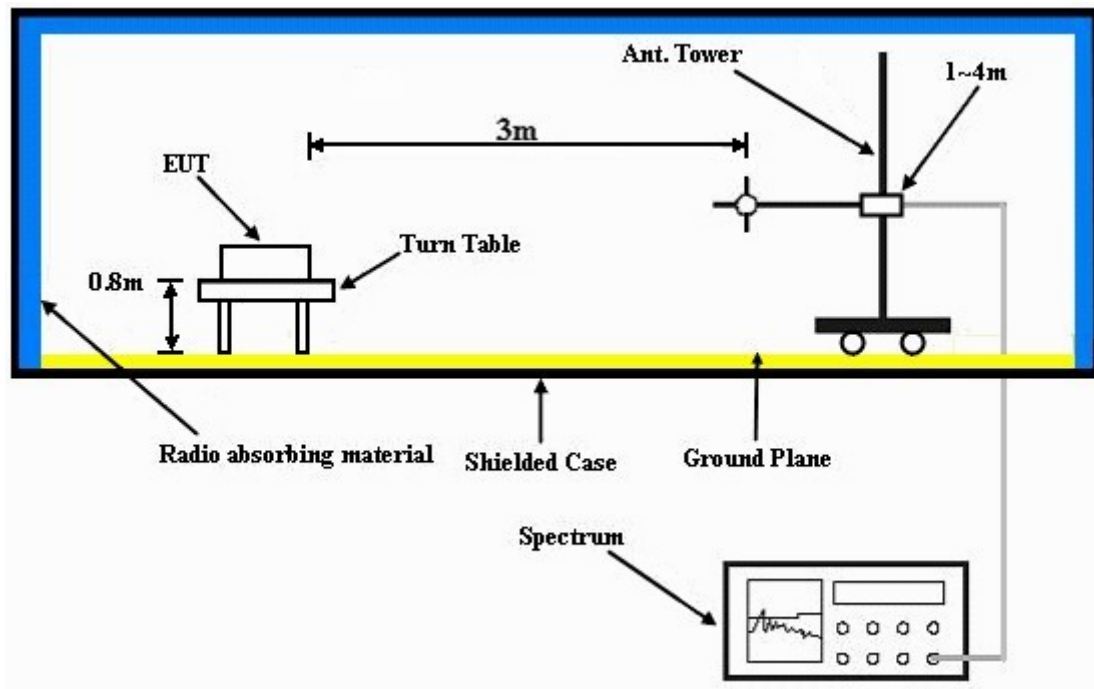 Ant. Tower
1~4m
3m
EUT
Turn Table
0.8m
Radio absorbing material
Shielded Case
Ground Plane
Spectrum